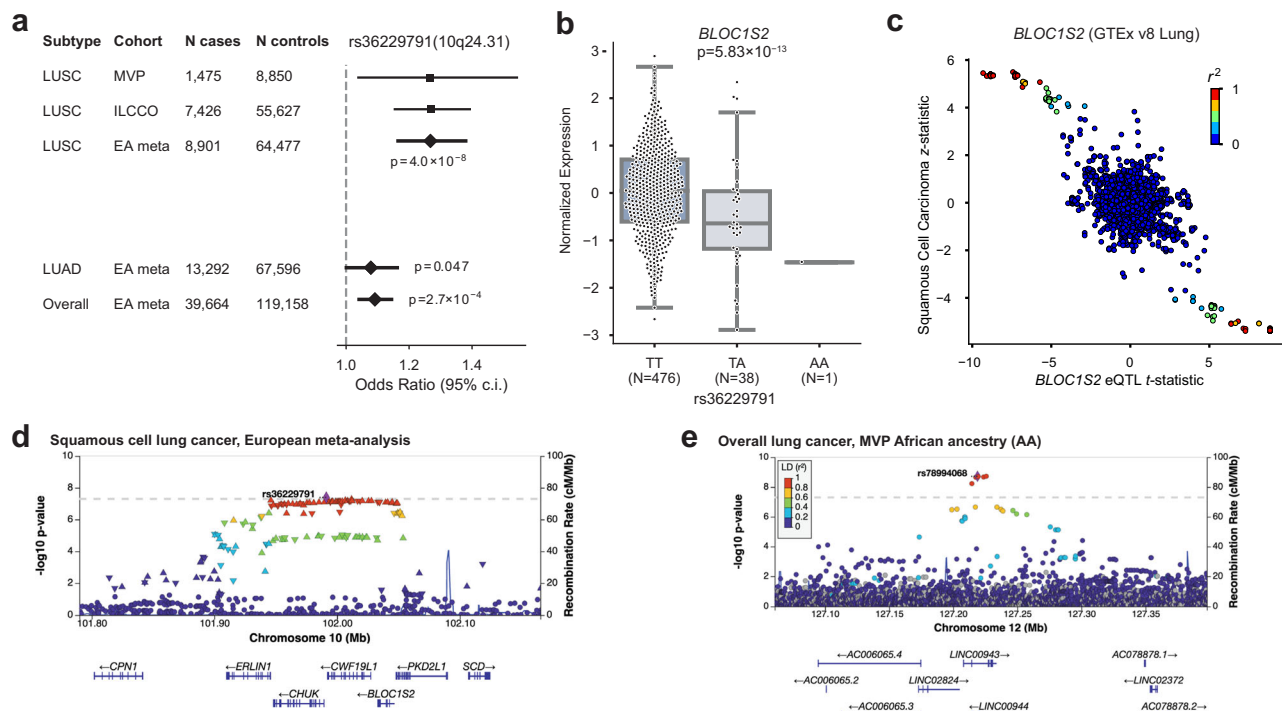 a
Subtype Cohort N cases N controls rs36229791(10q24.31)
LUSC MVP 1,475 8,850
LUSC ILCCO 7,426 55,627
LUSC EA meta 8,901 64,477
p=4.0×10⁻⁸
LUAD EA meta 13,292 67,596 p=0.047
Overall EA meta 39,664 119,158 p=2.7×10⁻⁴
1.0 1.2 1.4
Odds Ratio (95% c.i.)
b
BLOC1S2
p=5.83×10⁻¹³
Normalized Expression
3
2
1
0
−1
−2
−3
TT TA AA
(N=476) (N=38) (N=1)
rs36229791
c
BLOC1S2 (GTEx v8 Lung)
Squamous Cell Carcinoma z-statistic
6
4
2
0
−2
−4
r²
1
0
−10 −5 0 5
BLOC1S2 eQTL t-statistic
d Squamous cell lung cancer, European meta-analysis
-log10 p-value
10
8
6
4
2
0
rs36229791
100
80
60
40
20
0
Recombination Rate (cM/Mb)
101.80 101.90 102.00 102.10
Chromosome 10 (Mb)
←CPN1 ←ERLIN1 ←CWF19L1 ←PKD2L1 SCD→
←CHUK ←BLOC1S2
e Overall lung cancer, MVP African ancestry (AA)
-log10 p-value
10
8
6
4
2
0
LD (r²)
1
0.8
0.6
0.4
0.2
0
rs78994068
100
80
60
40
20
0
Recombination Rate (cM/Mb)
127.10 127.15 127.20 127.25 127.30 127.35
Chromosome 12 (Mb)
←AC006065.4 LINC00943→ AC078878.1→
←AC006065.2 LINC02824→ ←LINC02372
←AC006065.3 ←LINC00944 AC078878.2→